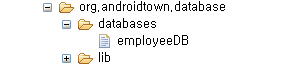 org,androidtown,database
databases
employeeDB
lib